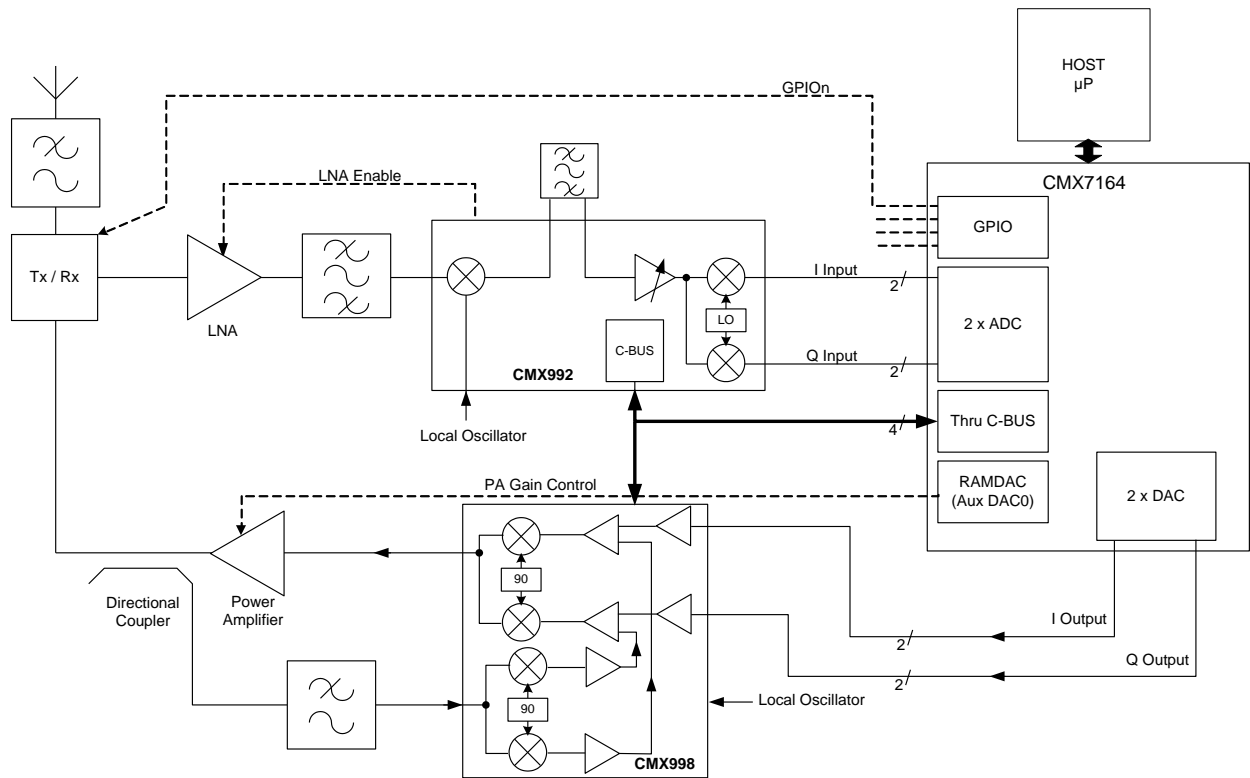 HOST
µP
GPIOn
CMX7164
LNA Enable
GPIO
Tx / Rx
I Input
2
LNA
2 x ADC
LO
C-BUS
Q Input
2
CMX992
Thru C-BUS
4
Local Oscillator
RAMDAC
(Aux DAC0)
2 x DAC
PA Gain Control
90
Directional
Coupler
Power
Amplifier
I Output
2
Q Output
2
90
Local Oscillator
CMX998